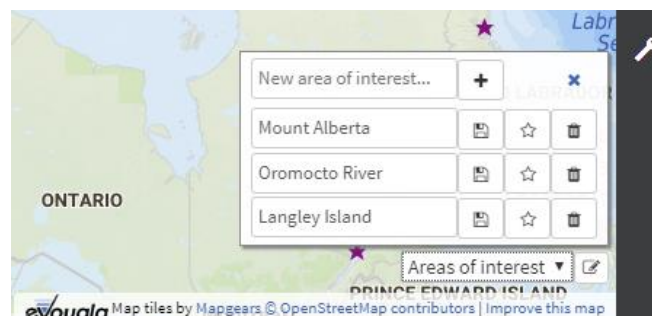 Labr
Se
New area of interest... +
Mount Alberta
Oromocto River
ONTARIO
Langley Island
Areas of interest
PRINCE EDWARD ISLAND
evouala Map tiles by Mapgears © OpenStreetMap contributors | Improve this map